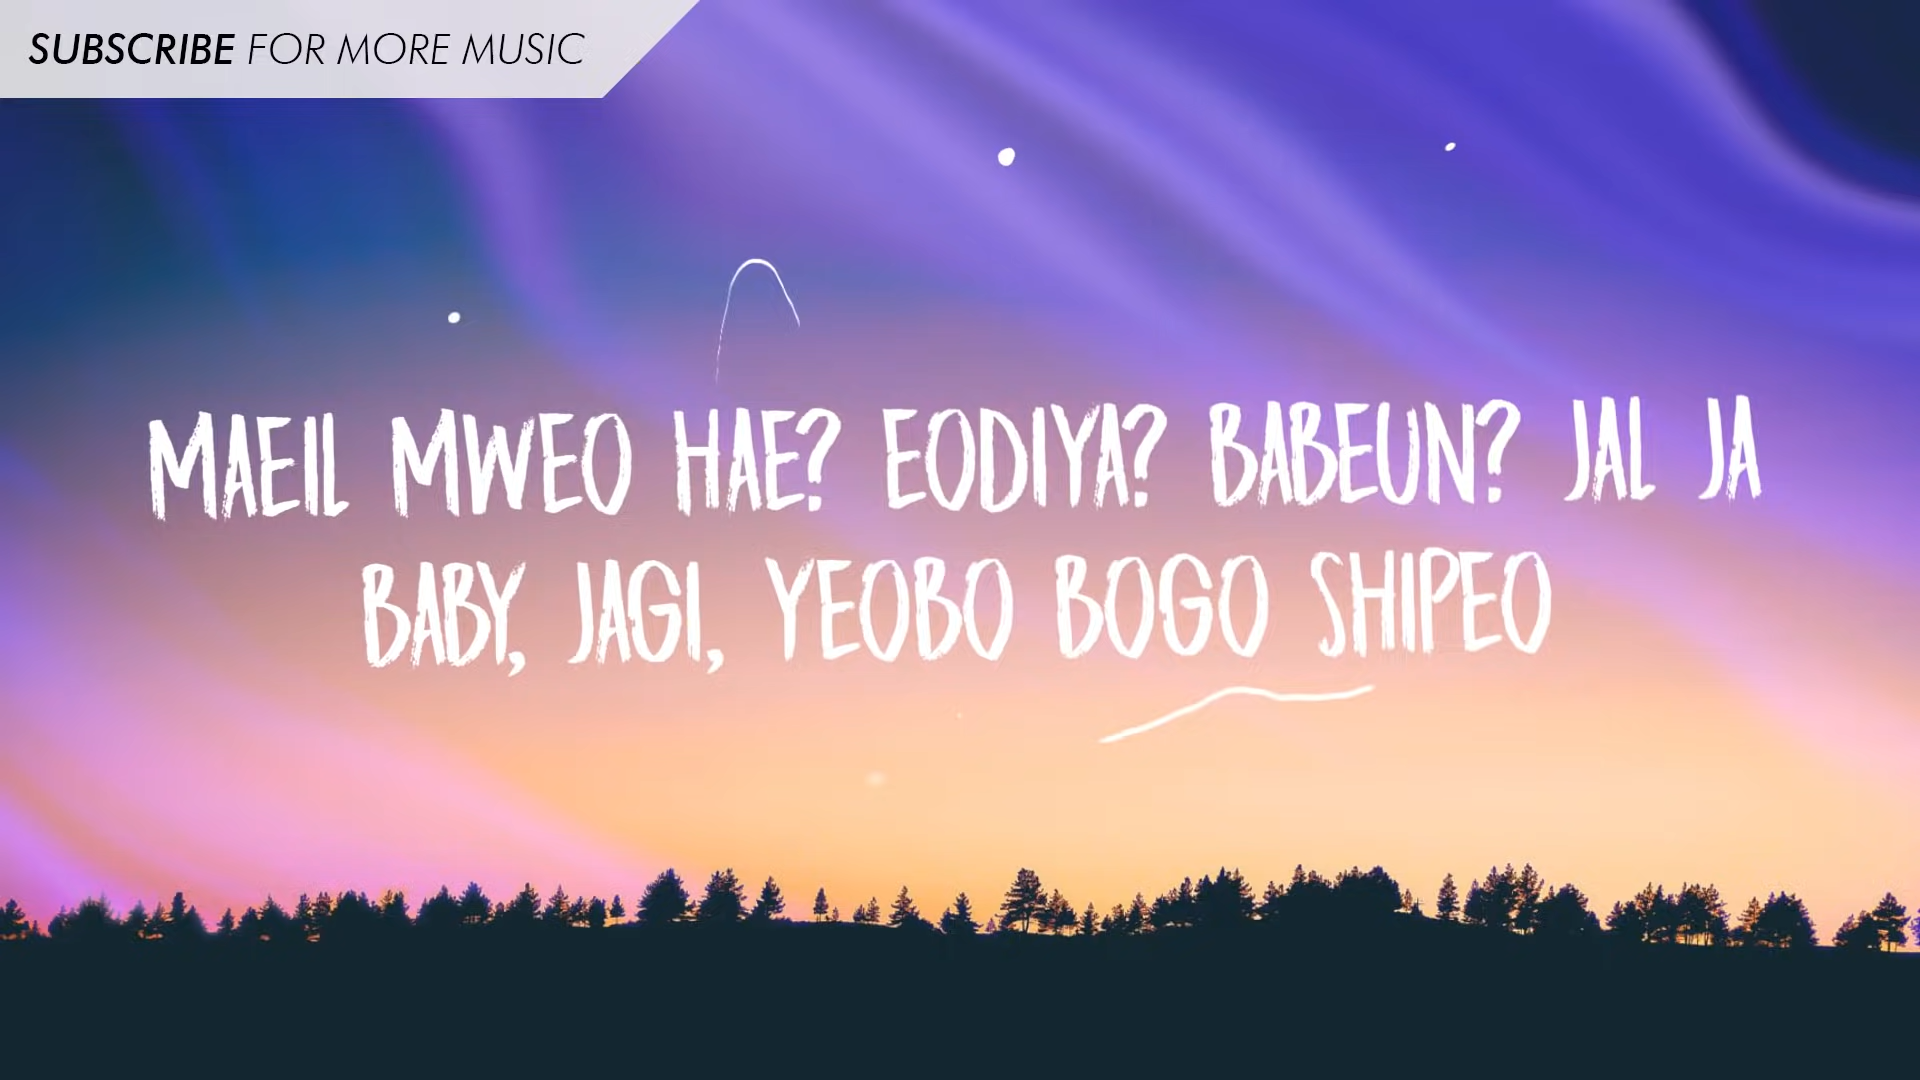 SUBSCRIBE FOR MORE MUSIC
MAEIL MWEO HAE? EODIYA? BABEUN? JAL JA
BABY, JAGI, YEOBO BOGO SHIPEO